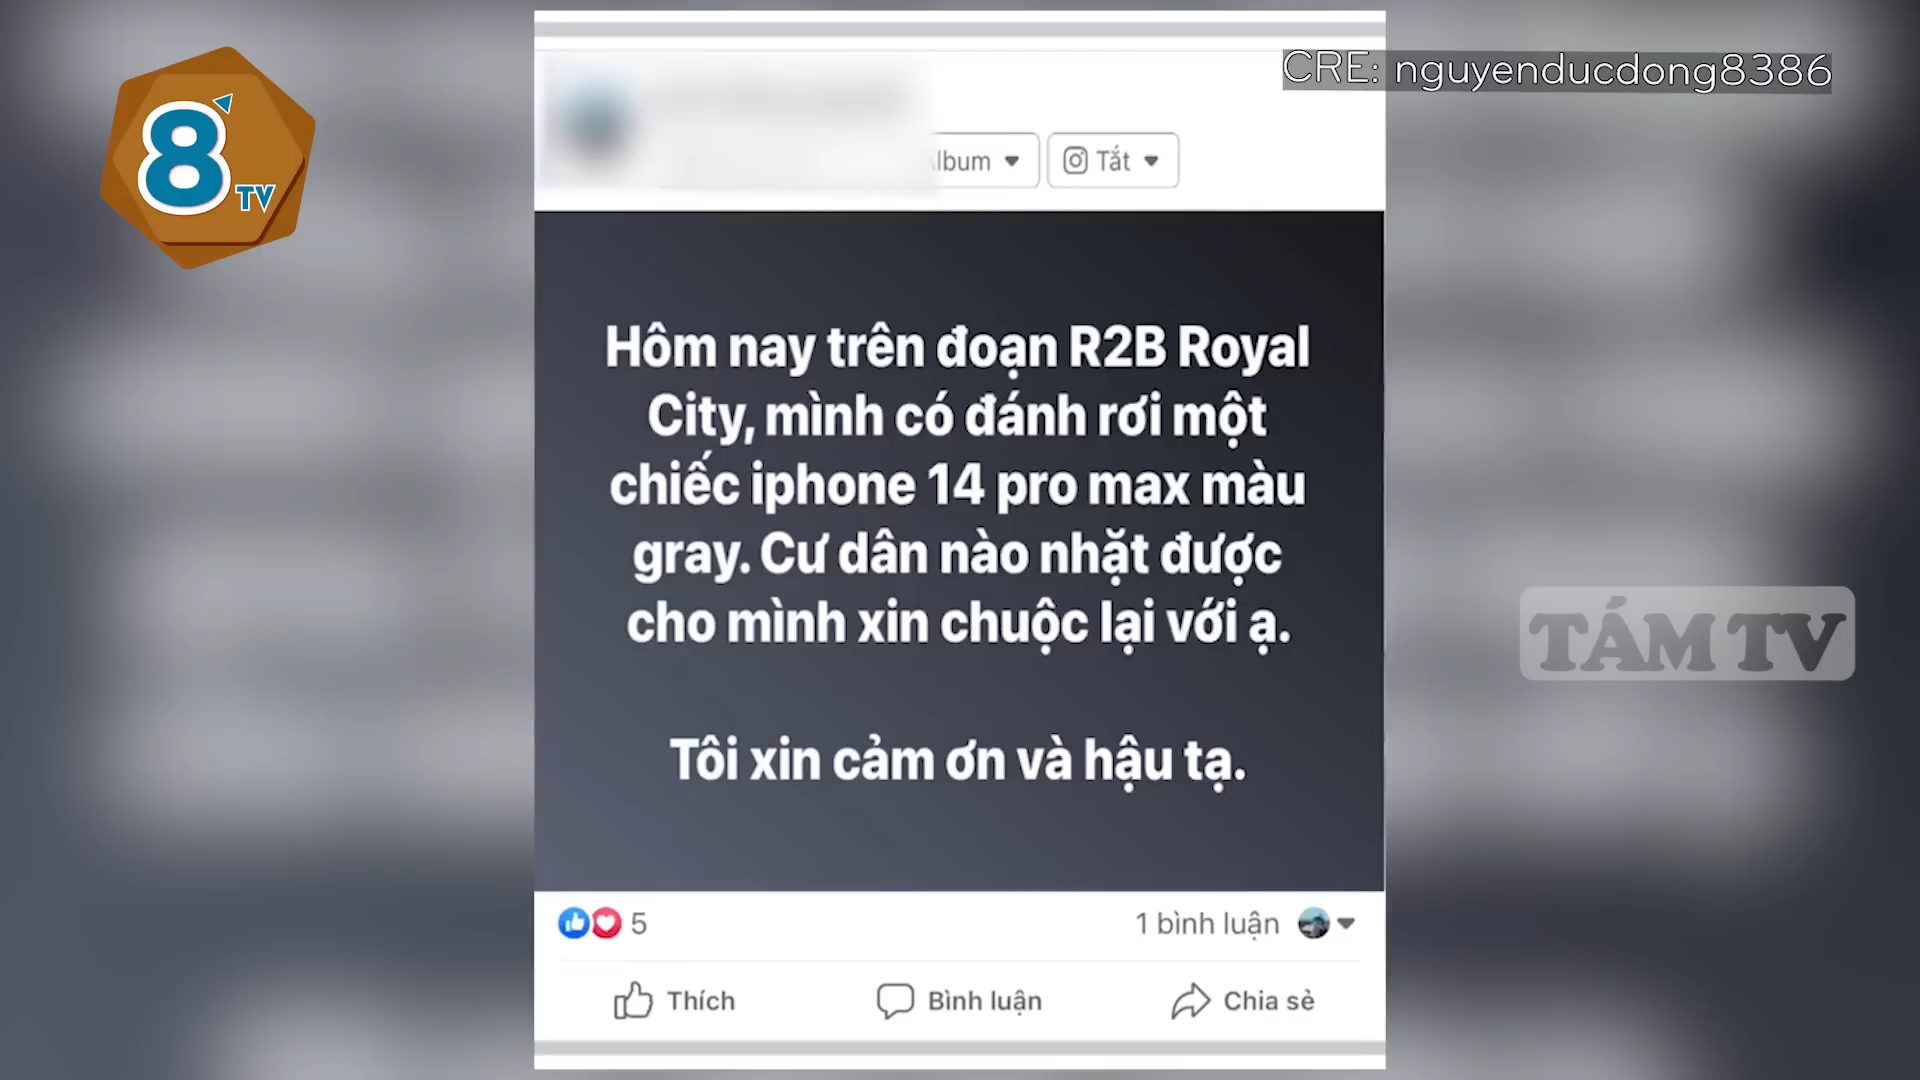 8
TV
CRE: nguyenducdong8386
lbum
Tắt
Hôm nay trên đoạn R2B Royal
City, mình có đánh rơi một
chiếc iphone 14 pro max màu
gray. Cư dân nào nhặt được
cho mình xin chuộc lại với ạ.
Tôi xin cảm ơn và hậu tạ.
TÁM TV
5
1 bình luận
Thích
Bình luận
Chia sẻ